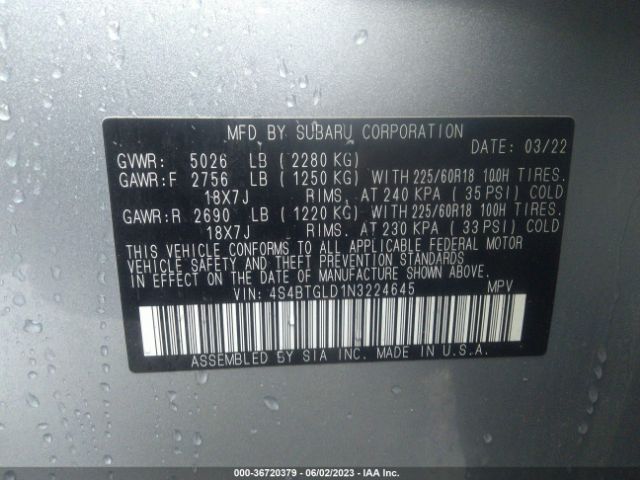 MFD. BY SUBARU CORPORATION
DATE: 03/22
GVWR: 5026 LB ( 2280 KG)
GAWR:F 2756 LB ( 1250 KG) WITH 225/60R18 100H TIRES.
18X7J RIMS, AT 240 KPA ( 35 PSI) COLD
GAWR:R 2690 LB ( 1220 KG) WITH 225/60R18 100H TIRES.
18X7J RIMS, AT 230 KPA ( 33 PSI) COLD
THIS VEHICLE CONFORMS TO ALL APPLICABLE FEDERAL MOTOR
VEHICLE SAFETY AND THEFT PREVENTION STANDARDS
IN EFFECT ON THE DATE OF MANUFACTURE SHOWN ABOVE.
VIN: 4S4BTGLD1N3224645 MPV
ASSEMBLED BY SIA INC. MADE IN U.S.A.
000-36720379 - 06/02/2023 - IAA Inc.